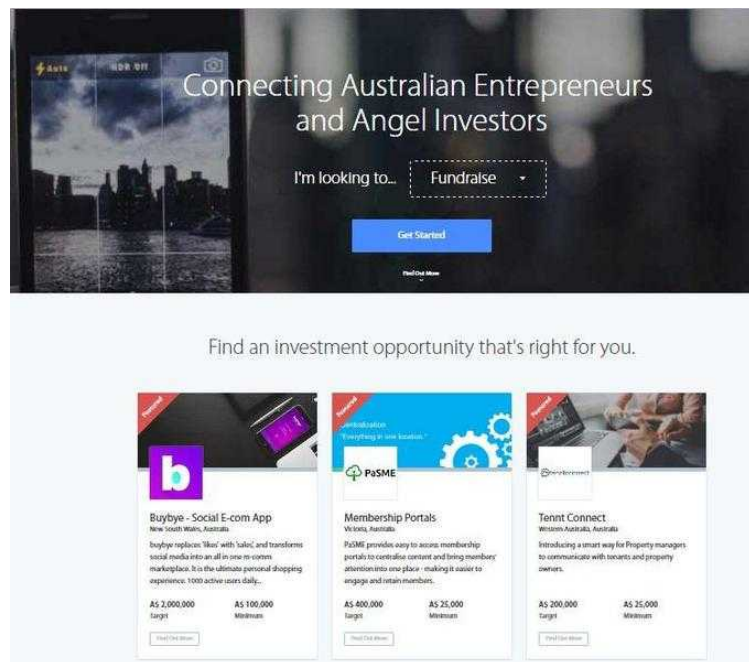 Auto
HDR Off
Connecting Australian Entrepreneurs
and Angel Investors
I'm looking to... Fundraise
Get Started
Find Out More
Find an investment opportunity that's right for you.
Featured
b
Buybye - Social E-com App
New South Wales, Australia
buybye replaces 'likes' with 'sales', and transforms
social media into an all in one m-comm
marketplace. It is the ultimate personal shopping
experience. 1000 active users daily...
A$ 2,000,000 A$ 100,000
Target Minimum
Find Out More
Featured
Centralization
"Everything in one location."
PaSME
Membership Portals
Victoria, Australia
PaSME provides easy to access membership
portals to centralise content and bring members'
attention into one place - making it easier to
engage and retain members.
A$ 400,000 A$ 25,000
Target Minimum
Find Out More
Featured
tenntconnect
Tennt Connect
Western Australia, Australia
Introducing a smart way for Property managers
to communicate with tenants and property
owners.
A$ 200,000 A$ 25,000
Target Minimum
Find Out More